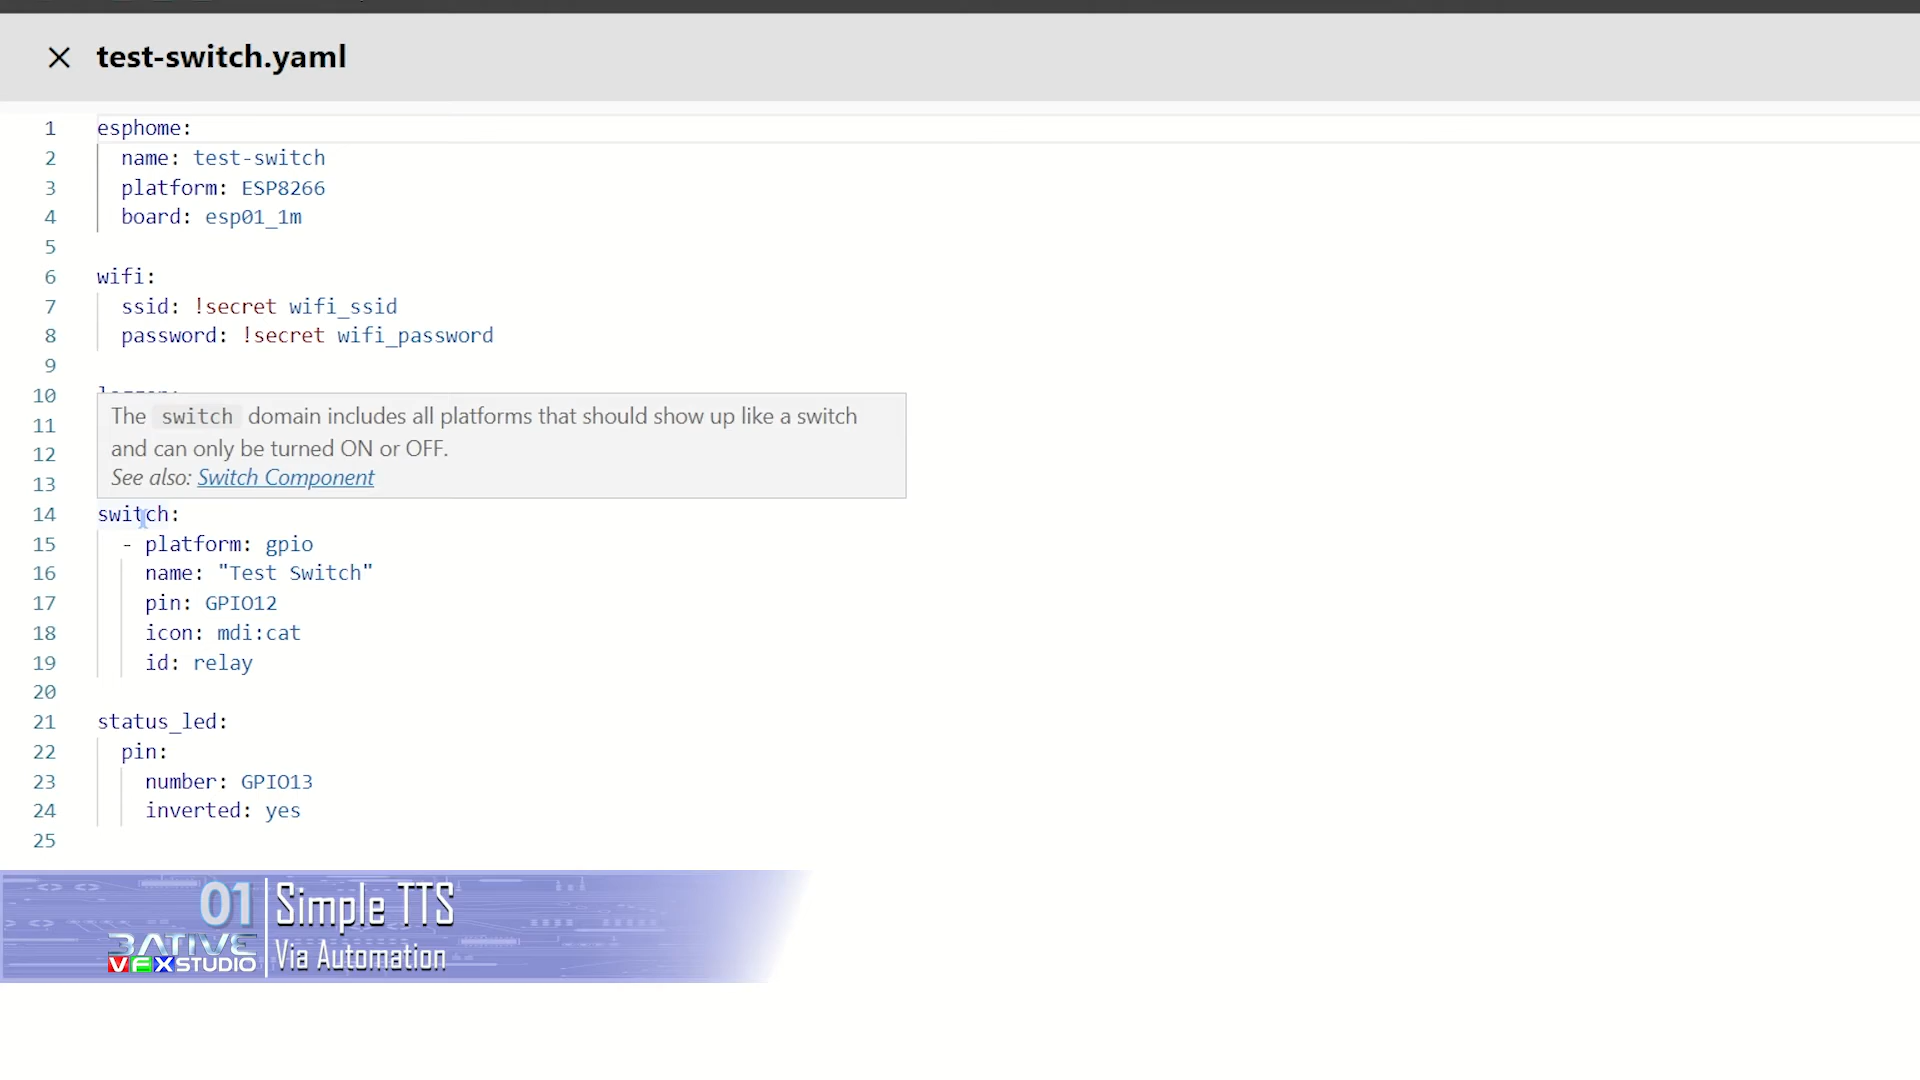 test-switch.yaml
1 esphome:
2 name: test-switch
3 platform: ESP8266
4 board: esp01_1m
5
6 wifi:
7 ssid: !secret wifi_ssid
8 password: !secret wifi_password
9
10
The switch domain includes all platforms that should show up like a switch
11
and can only be turned ON or OFF.
12
See also: Switch Component
13
14 switch:
15 - platform: gpio
16 name: "Test Switch"
17 pin: GPIO12
18 icon: mdi:cat
19 id: relay
20
21 status_led:
22 pin:
23 number: GPIO13
24 inverted: yes
25
01
Simple TTS
3ATIVE
VFXSTUDIO
Via Automation